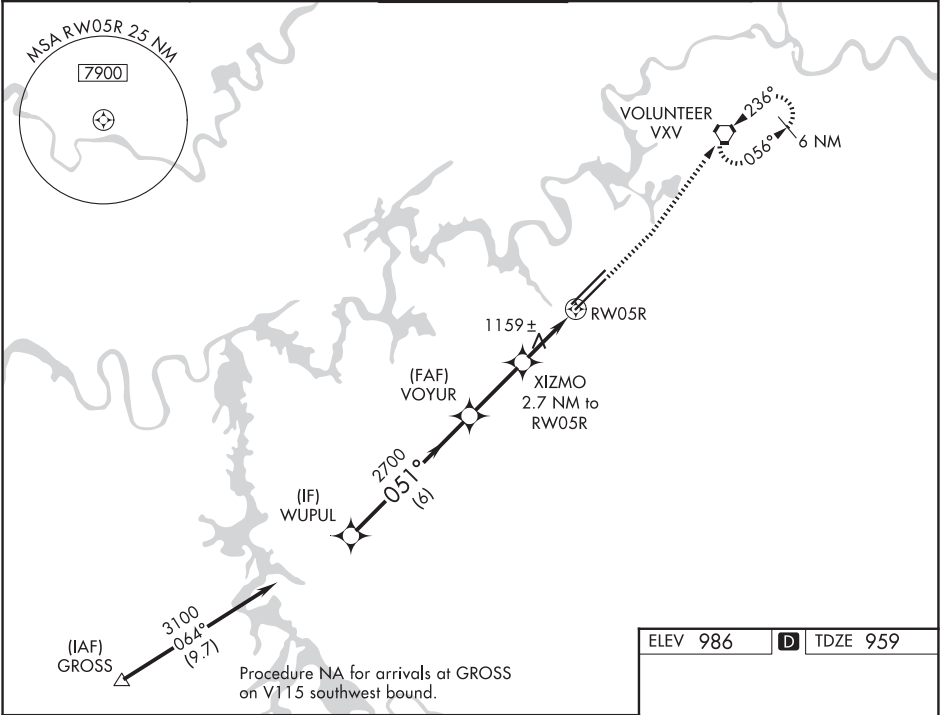 MSA RW05R 25 NM
7900
VOLUNTEER
VXV
236°
056°
6 NM
RW05R
1159 ±
(FAF)
VOYUR
XIZMO
2.7 NM to
RW05R
2700
051°
(6)
(IF)
WUPUL
3100
064°
(9.7)
(IAF)
GROSS
Procedure NA for arrivals at GROSS
on V115 southwest bound.
ELEV 986 D TDZE 959